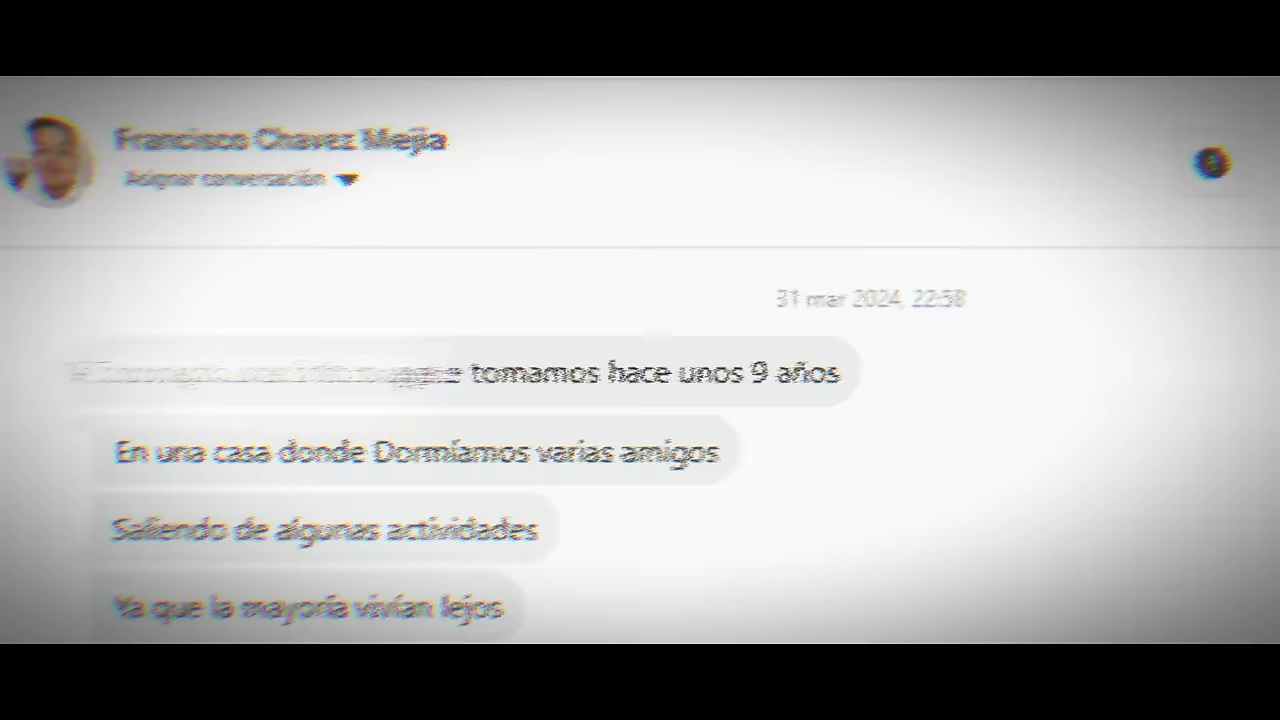 Francisco Chavez Mejia
Asignar conversación
31 mar 2024, 22:58
tomamos hace unos 9 años
En una casa donde Dormíamos varias amigos
Saliendo de algunas actividades
Ya que la mayoría vivían lejos